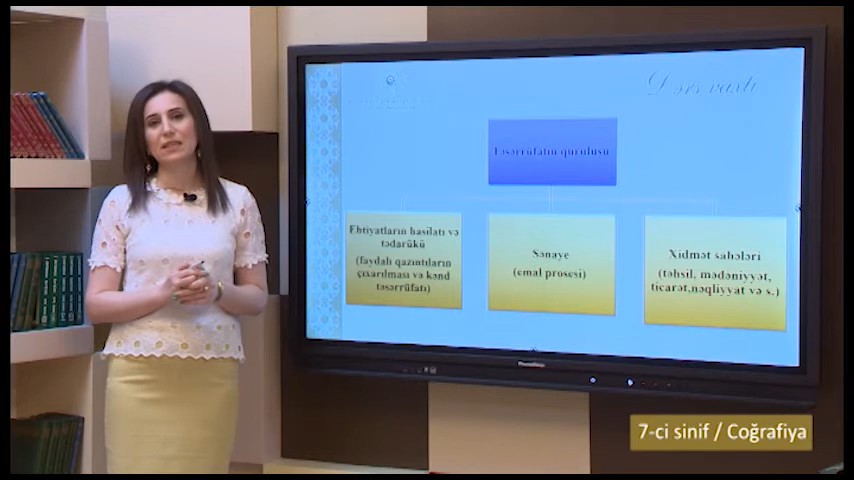 Dərs vaxtı
Təsərrüfatın quruluşu
Ehtiyatların hasilatı və
tədarükü
(faydalı qazıntıların
çıxarılması və kənd
təsərrüfatı)
Sənaye
(emal prosesi)
Xidmət sahələri
(təhsil, mədəniyyət,
ticarət,nəqliyyat və s.)
7-ci sinif / Coğrafiya